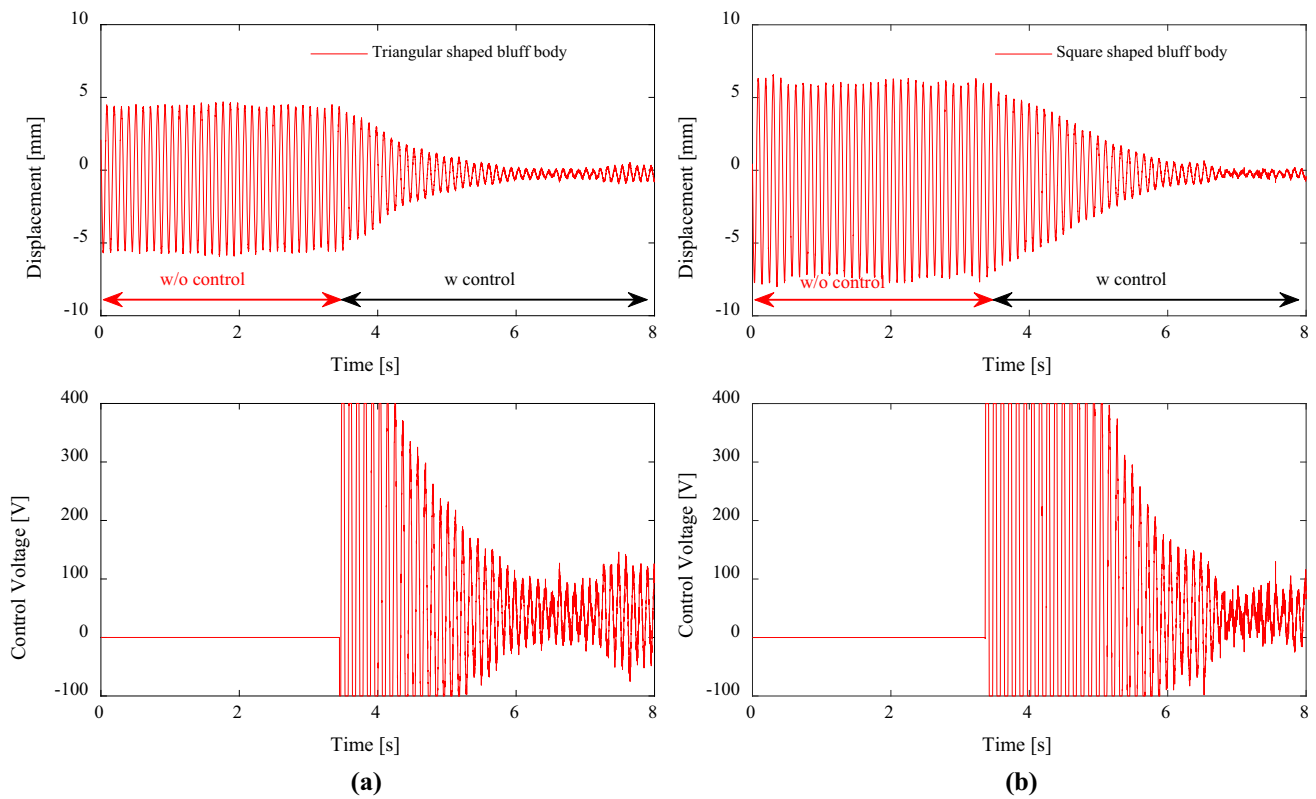 10
Triangular shaped bluff body
5
0
-5
-10
Displacement [mm]
w/o control
w control
0 2 4 6 8
Time [s]
10
Square shaped bluff body
5
0
-5
-10
Displacement [mm]
w/o control
w control
0 2 4 6 8
Time [s]
400
300
200
100
0
-100
Control Voltage [V]
0 2 4 6 8
Time [s]
(a)
400
300
200
100
0
-100
Control Voltage [V]
0 2 4 6 8
Time [s]
(b)